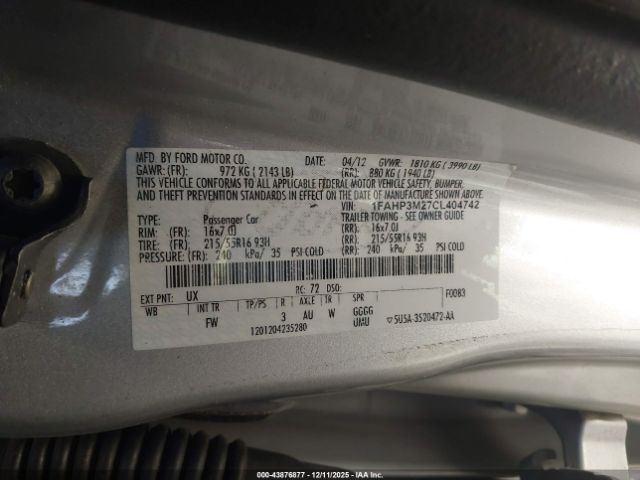 MFD. BY FORD MOTOR CO. DATE: 04/12 GVWR: 1810 KG ( 3990 LB)
GAWR: (FR): 972 KG ( 2143 LB) (RR): 880 KG ( 1940 LB)
THIS VEHICLE CONFORMS TO ALL APPLICABLE FEDERAL MOTOR VEHICLE SAFETY, BUMPER,
AND THEFT PREVENTION STANDARDS IN EFFECT ON THE DATE OF MANUFACTURE SHOWN ABOVE.
VIN: 1FAHP3M27CL404742
TYPE: Passenger Car TRAILER TOWING - SEE OWNER GUIDE
RIM: (FR): 16x7.0J (RR): 16x7.0J
TIRE: (FR): 215/55R16 93H (RR): 215/55R16 93H
PRESSURE: (FR): 240 kPa/ 35 PSI COLD (RR): 240 kPa/ 35 PSI COLD
EXT PNT: UX RC: 72 DSO: F0083
WB INT TR TP/PS R AXLE TR SPR
FW 3 AU W GGGG
UMU
1201204235280 5U5A-3520472-AA
(Stock) 1: 43876877 - 12/11/2025 - IAAI.CA